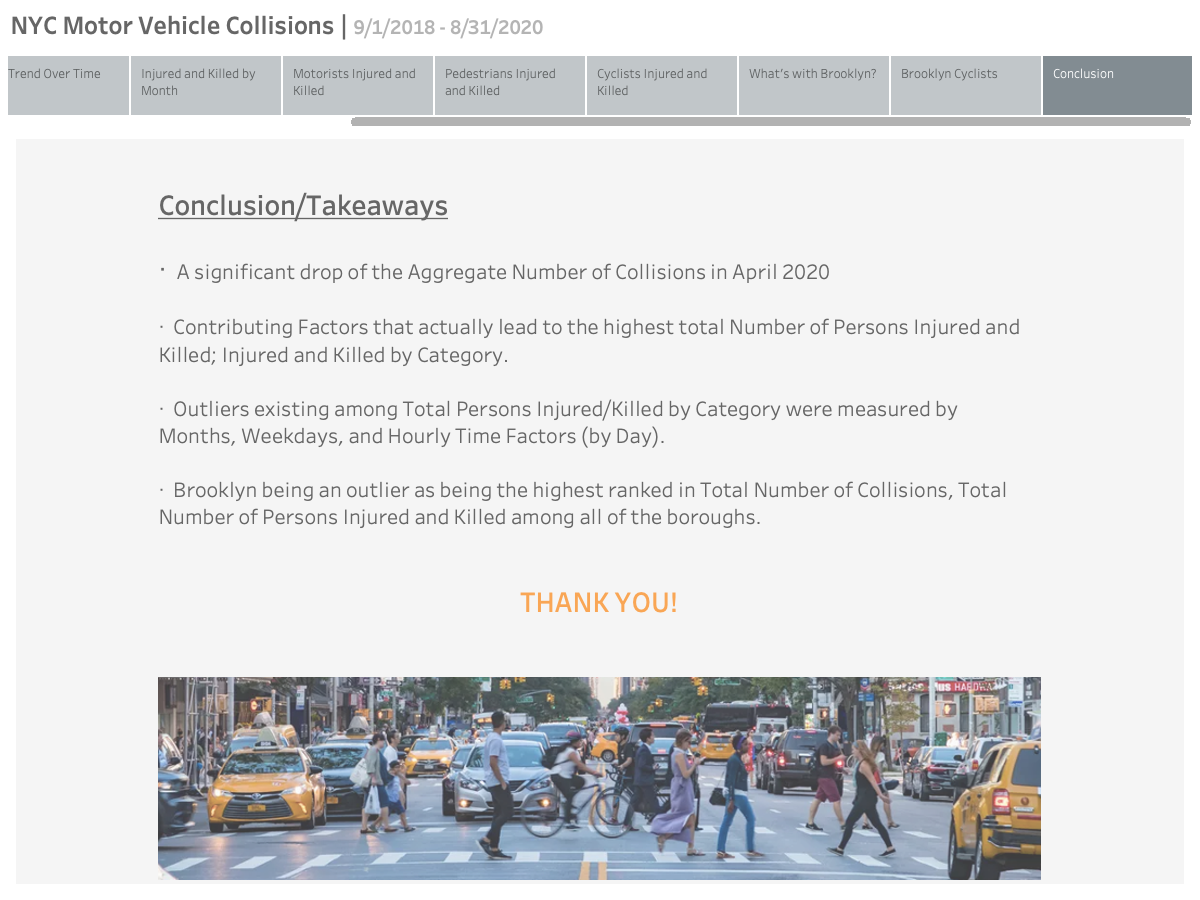 NYC Motor Vehicle Collisions | 9/1/2018 - 8/31/2020
Trend Over Time
Injured and Killed by
Month
Motorists Injured and
Killed
Pedestrians Injured
and Killed
Cyclists Injured and
Killed
What's with Brooklyn?
Brooklyn Cyclists
Conclusion
Conclusion/Takeaways
· A significant drop of the Aggregate Number of Collisions in April 2020
· Contributing Factors that actually lead to the highest total Number of Persons Injured and
Killed; Injured and Killed by Category.
· Outliers existing among Total Persons Injured/Killed by Category were measured by
Months, Weekdays, and Hourly Time Factors (by Day).
· Brooklyn being an outlier as being the highest ranked in Total Number of Collisions, Total
Number of Persons Injured and Killed among all of the boroughs.
THANK YOU!